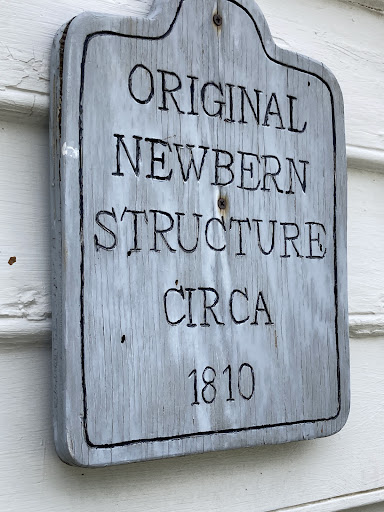 ORIGINAL
NEWBERN
STRUCTURE
CIRCA
1810